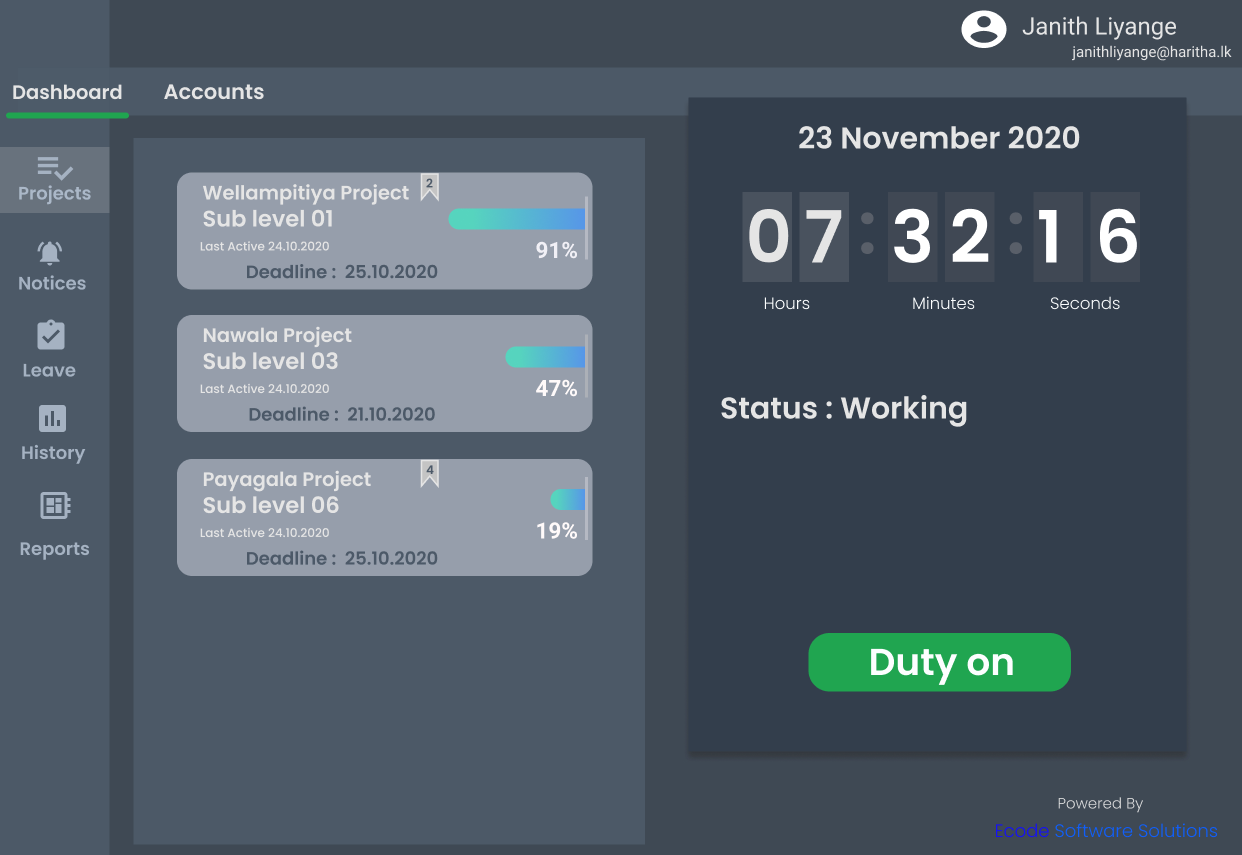 Janith Liyange
janithliyange@haritha.lk
Dashboard
Accounts
Projects
Notices
Leave
History
Reports
Wellampitiya Project
2
Sub level 01
Last Active 24.10.2020
91%
Deadline : 25.10.2020
Nawala Project
Sub level 03
Last Active 24.10.2020
47%
Deadline : 21.10.2020
Payagala Project
4
Sub level 06
Last Active 24.10.2020
19%
Deadline : 25.10.2020
23 November 2020
07 : 32 : 16
Hours Minutes Seconds
Status : Working
Duty on
Powered By
Ecode Software Solutions